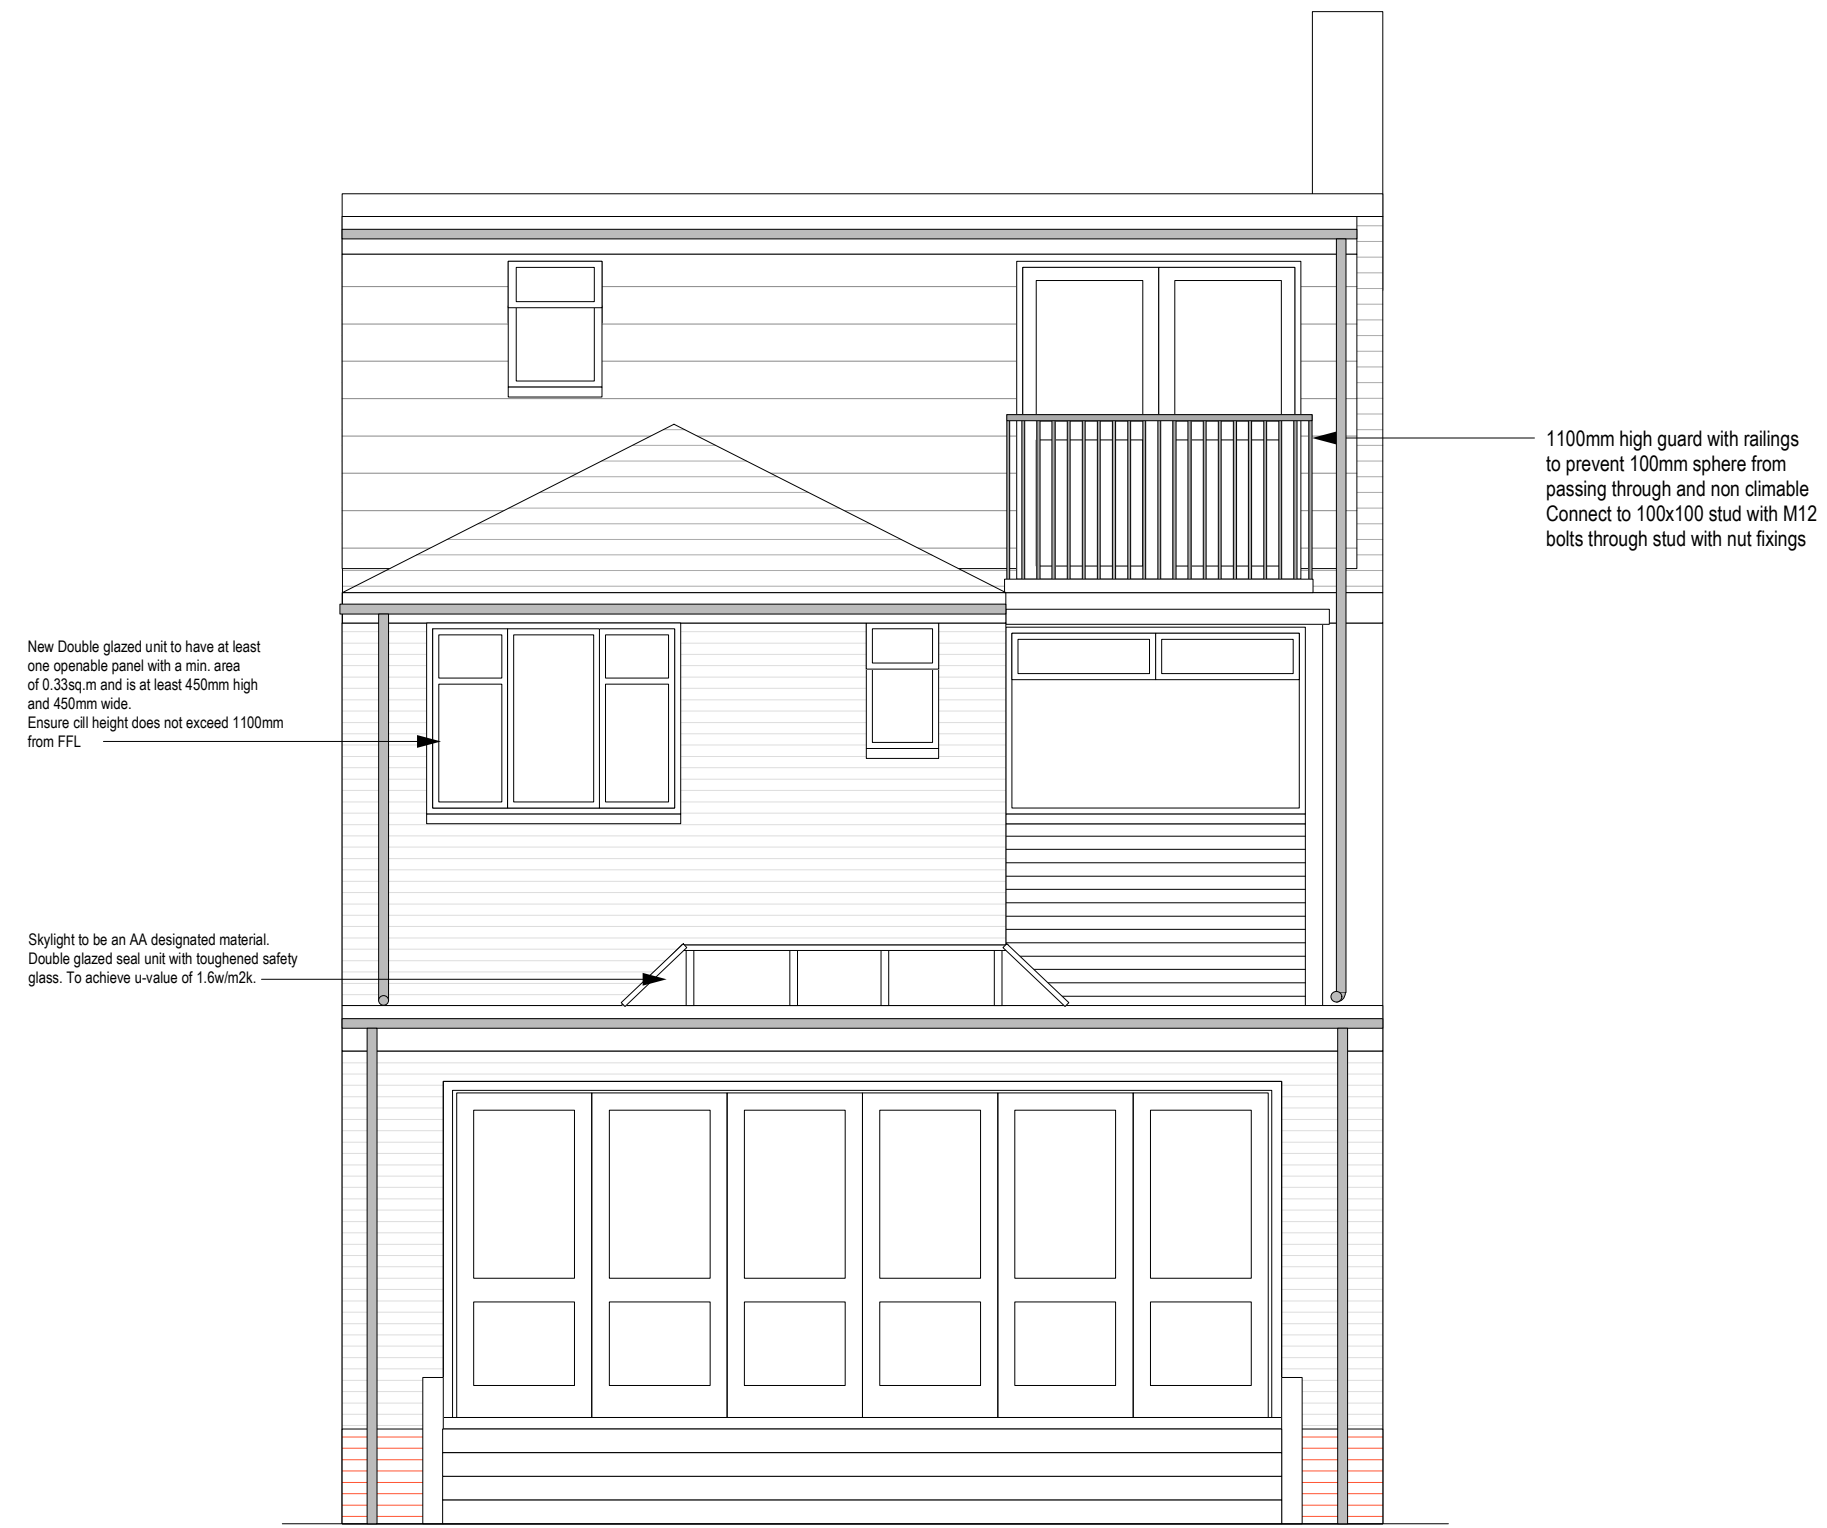 1100mm high guard with railings
to prevent 100mm sphere from
passing through and non climable
Connect to 100x100 stud with M12
bolts through stud with nut fixings
New Double glazed unit to have at least
one openable panel with a min. area
of 0.33sq.m and is at least 450mm high
and 450mm wide.
Ensure cill height does not exceed 1100mm
from FFL
Skylight to be an AA designated material.
Double glazed seal unit with toughened safety
glass. To achieve u-value of 1.6w/m2k.